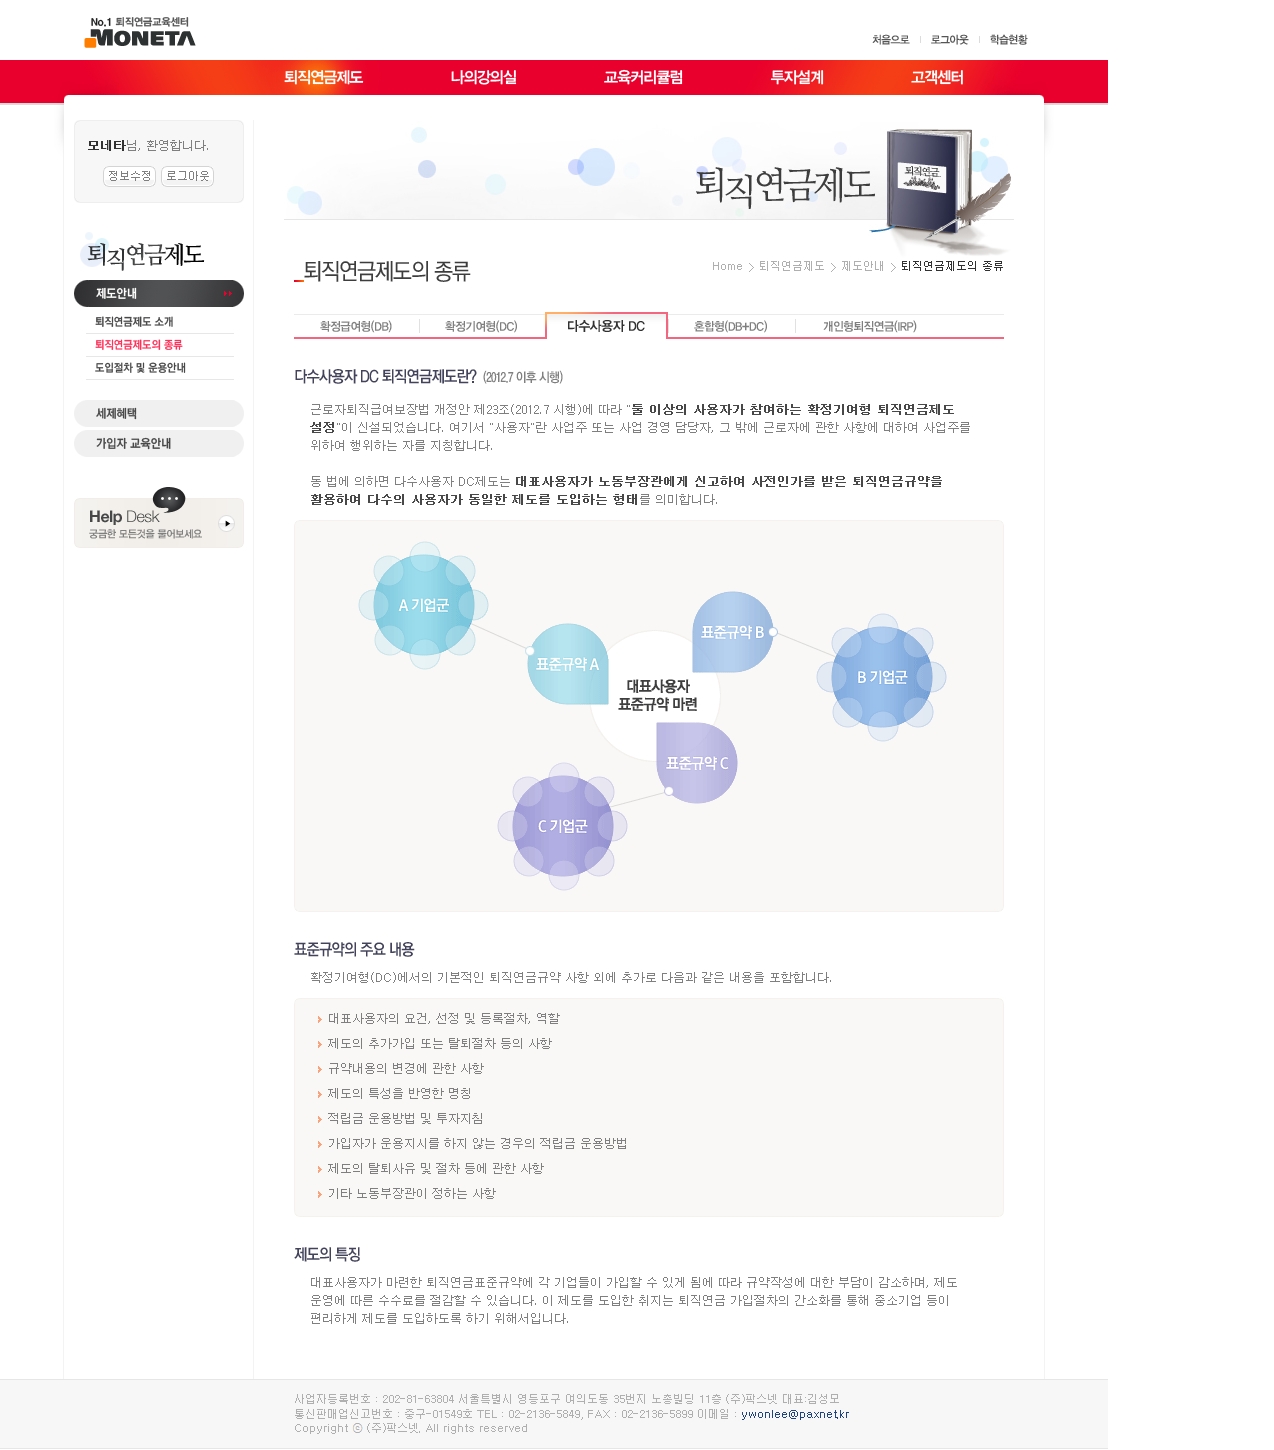 No.1 퇴직연금교육센터
MONETA
처음으로 로그아웃 학습현황
퇴직연금제도 나의강의실 교육커리큘럼 투자설계 고객센터
모네타님, 환영합니다.
정보수정 로그아웃
퇴직연금제도
제도안내
퇴직연금제도 소개
퇴직연금제도의 종류
도입절차 및 운용안내
세제혜택
가입자 교육안내
Help Desk
궁금한 모든것을 물어보세요
퇴직연금제도
퇴직연금
퇴직연금제도의 종류
Home > 퇴직연금제도 > 제도안내 > 퇴직연금제도의 종류
확정급여형(DB) 확정기여형(DC) 다수사용자 DC 혼합형(DB+DC) 개인형퇴직연금(IRP)
다수사용자 DC 퇴직연금제도란? (2012.7 이후 시행)
근로자퇴직급여보장법 개정안 제23조(2012.7 시행)에 따라 "둘 이상의 사용자가 참여하는 확정기여형 퇴직연금제도
설정"이 신설되었습니다. 여기서 "사용자"란 사업주 또는 사업 경영 담당자, 그 밖에 근로자에 관한 사항에 대하여 사업주를
위하여 행위하는 자를 지칭합니다.
동 법에 의하면 다수사용자 DC제도는 대표사용자가 노동부장관에게 신고하여 사전인가를 받은 퇴직연금규약을
활용하여 다수의 사용자가 동일한 제도를 도입하는 형태를 의미합니다.
A 기업군
표준규약 A
표준규약 B
B 기업군
대표사용자
표준규약 마련
표준규약 C
C 기업군
표준규약의 주요 내용
확정기여형(DC)에서의 기본적인 퇴직연금규약 사항 외에 추가로 다음과 같은 내용을 포함합니다.
대표사용자의 요건, 선정 및 등록절차, 역할
제도의 추가가입 또는 탈퇴절차 등의 사항
규약내용의 변경에 관한 사항
제도의 특성을 반영한 명칭
적립금 운용방법 및 투자지침
가입자가 운용지시를 하지 않는 경우의 적립금 운용방법
제도의 탈퇴사유 및 절차 등에 관한 사항
기타 노동부장관이 정하는 사항
제도의 특징
대표사용자가 마련한 퇴직연금표준규약에 각 기업들이 가입할 수 있게 됨에 따라 규약작성에 대한 부담이 감소하며, 제도
운영에 따른 수수료를 절감할 수 있습니다. 이 제도를 도입한 취지는 퇴직연금 가입절차의 간소화를 통해 중소기업 등이
편리하게 제도를 도입하도록 하기 위해서입니다.
사업자등록번호 : 202-81-63804 서울특별시 영등포구 여의도동 35번지 노총빌딩 11층 (주)팍스넷 대표:김성모
통신판매업신고번호 : 중구-01549호 TEL : 02-2136-5849, FAX : 02-2136-5899 이메일 : ywonlee@paxnet.kr
Copyright ⓒ (주)팍스넷, All rights reserved